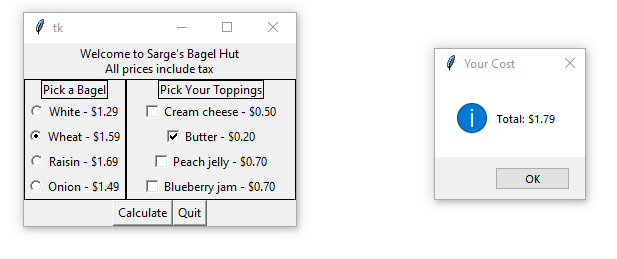 tk
Welcome to Sarge's Bagel Hut
All prices include tax
Pick a Bagel
White - $1.29
Wheat - $1.59
Raisin - $1.69
Onion - $1.49
Pick Your Toppings
Cream cheese - $0.50
Butter - $0.20
Peach jelly - $0.70
Blueberry jam - $0.70
Calculate Quit
Your Cost
Total: $1.79
OK